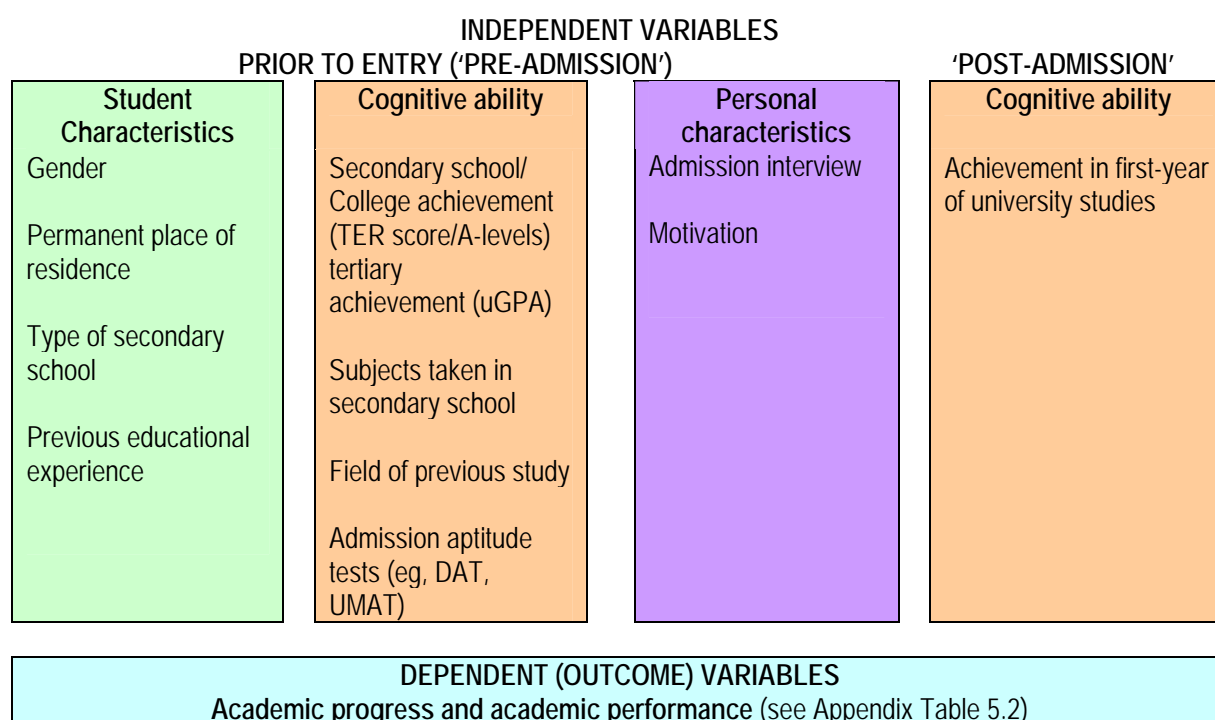 INDEPENDENT VARIABLES
PRIOR TO ENTRY (‘PRE-ADMISSION’)
‘POST-ADMISSION’
Student
Characteristics
Gender
Permanent place of
residence
Type of secondary
school
Previous educational
experience
Cognitive ability
Secondary school/
College achievement
(TER score/A-levels)
tertiary
achievement (uGPA)
Subjects taken in
secondary school
Field of previous study
Admission aptitude
tests (eg, DAT,
UMAT)
Personal
characteristics
Admission interview
Motivation
Cognitive ability
Achievement in first-year
of university studies
DEPENDENT (OUTCOME) VARIABLES
Academic progress and academic performance (see Appendix Table 5.2)